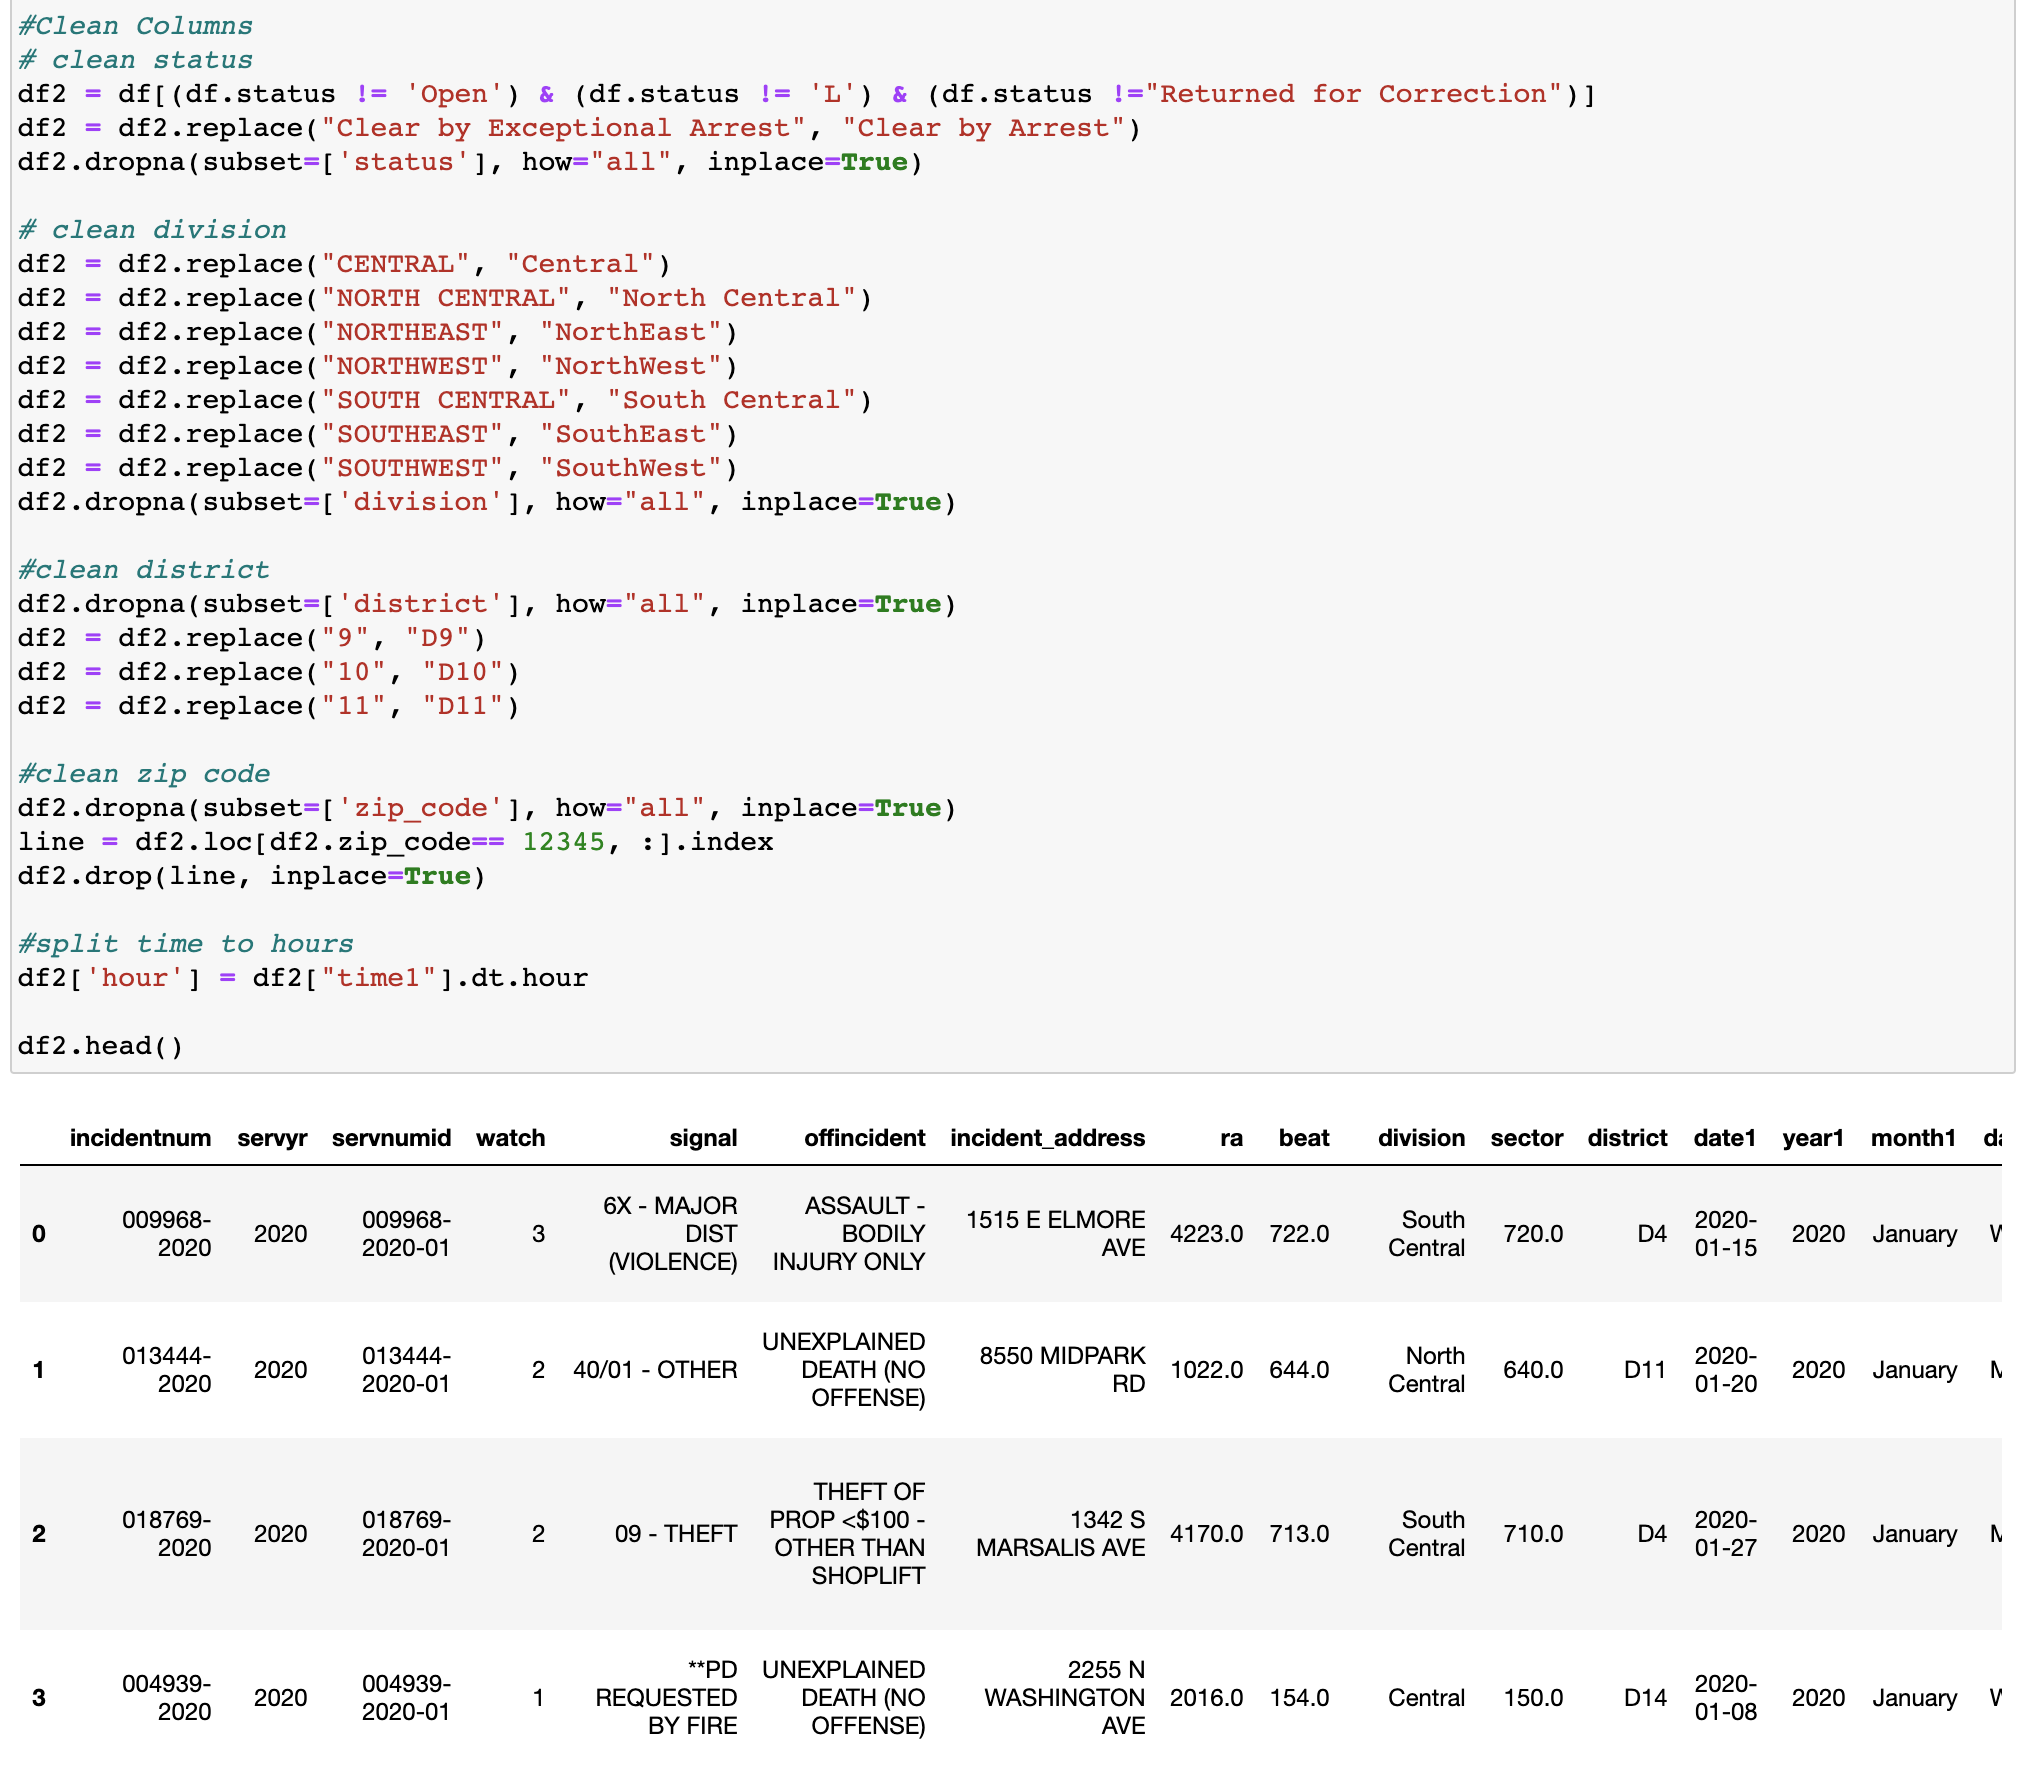 #Clean Columns
# clean status
df2 = df[(df.status != 'Open') & (df.status != 'L') & (df.status !="Returned for Correction")]
df2 = df2.replace("Clear by Exceptional Arrest", "Clear by Arrest")
df2.dropna(subset=['status'], how="all", inplace=True)

# clean division
df2 = df2.replace("CENTRAL", "Central")
df2 = df2.replace("NORTH CENTRAL", "North Central")
df2 = df2.replace("NORTHEAST", "NorthEast")
df2 = df2.replace("NORTHWEST", "NorthWest")
df2 = df2.replace("SOUTH CENTRAL", "South Central")
df2 = df2.replace("SOUTHEAST", "SouthEast")
df2 = df2.replace("SOUTHWEST", "SouthWest")
df2.dropna(subset=['division'], how="all", inplace=True)

#clean district
df2.dropna(subset=['district'], how="all", inplace=True)
df2 = df2.replace("9", "D9")
df2 = df2.replace("10", "D10")
df2 = df2.replace("11", "D11")

#clean zip code
df2.dropna(subset=['zip_code'], how="all", inplace=True)
line = df2.loc[df2.zip_code== 12345, :].index
df2.drop(line, inplace=True)

#split time to hours
df2['hour'] = df2["time1"].dt.hour

df2.head()

incidentnum servyr servnumid watch signal offincident incident_address ra beat division sector district date1 year1 month1
0 009968-2020 2020 009968-2020-01 3 6X - MAJOR DIST (VIOLENCE) ASSAULT - BODILY INJURY ONLY 1515 E ELMORE AVE 4223.0 722.0 South Central 720.0 D4 2020-01-15 2020 January
1 013444-2020 2020 013444-2020-01 2 40/01 - OTHER UNEXPLAINED DEATH (NO OFFENSE) 8550 MIDPARK RD 1022.0 644.0 North Central 640.0 D11 2020-01-20 2020 January
2 018769-2020 2020 018769-2020-01 2 09 - THEFT THEFT OF PROP <$100 - OTHER THAN SHOPLIFT 1342 S MARSALIS AVE 4170.0 713.0 South Central 710.0 D4 2020-01-27 2020 January
3 004939-2020 2020 004939-2020-01 1 **PD REQUESTED BY FIRE UNEXPLAINED DEATH (NO OFFENSE) 2255 N WASHINGTON AVE 2016.0 154.0 Central 150.0 D14 2020-01-08 2020 January